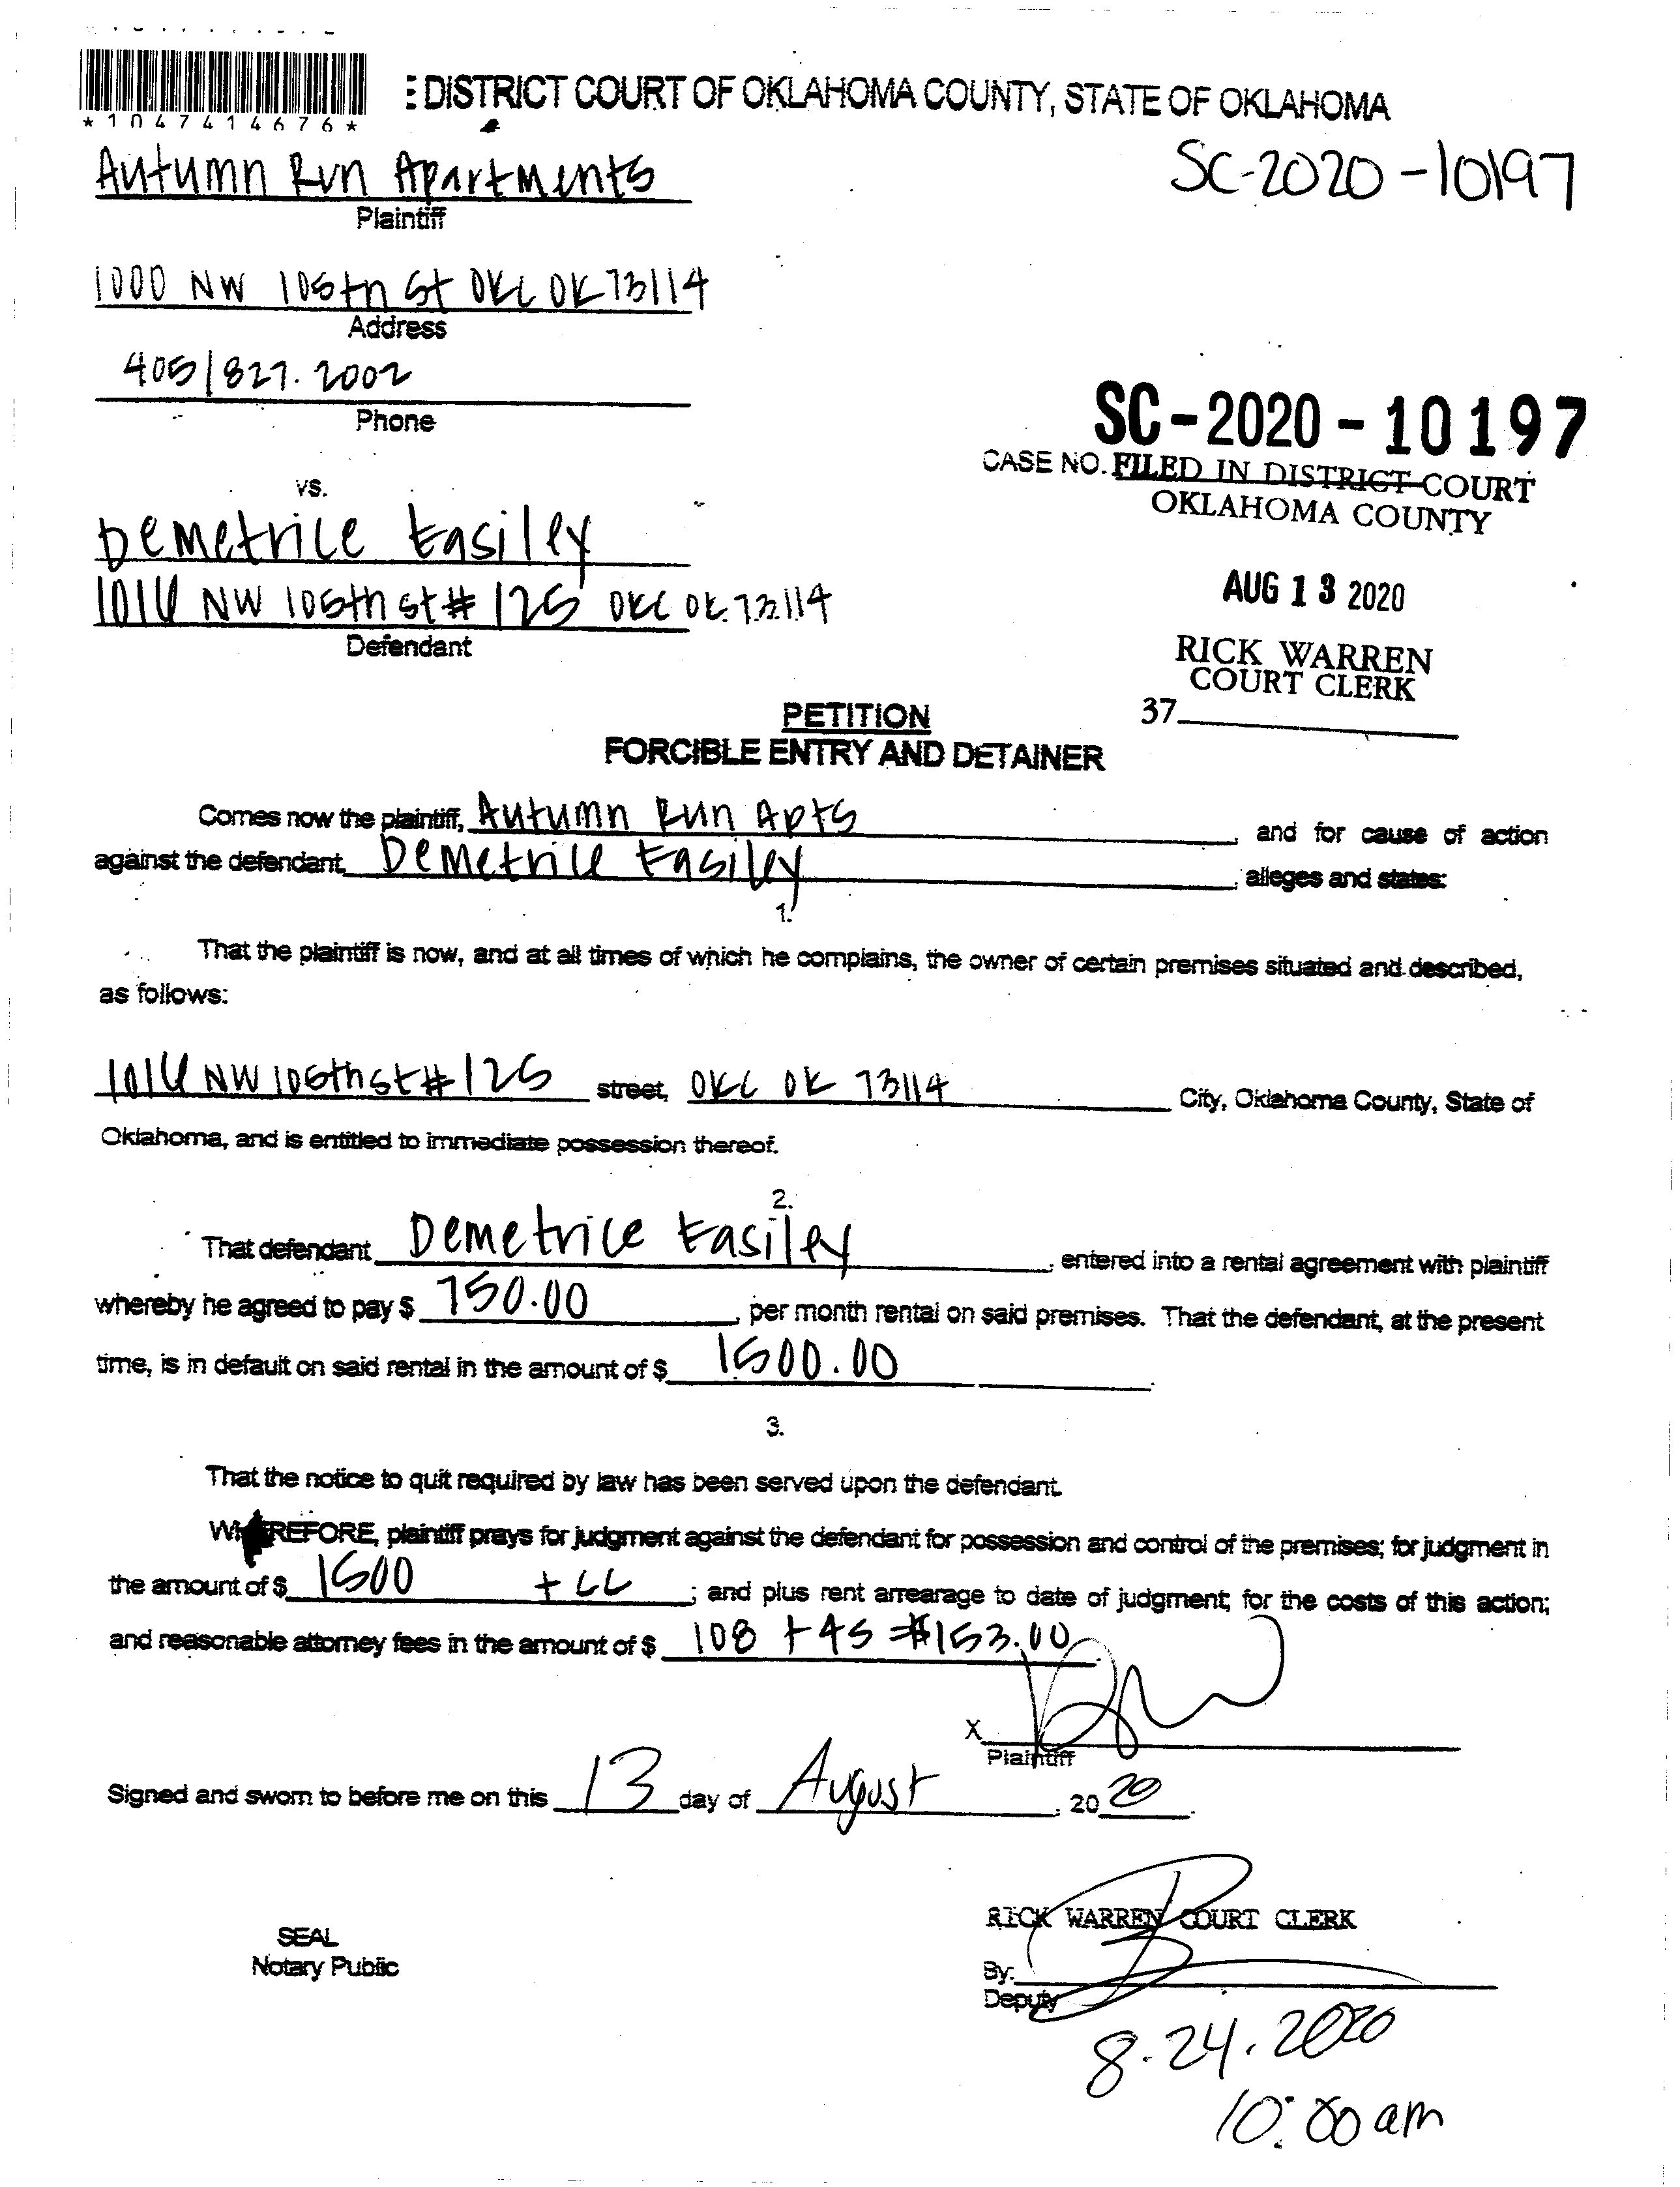 *1047414676*
E DISTRICT COURT OF OKLAHOMA COUNTY, STATE OF OKLAHOMA
Autumn Run Apartments
SC-2020-10197
Plaintiff
1000 NW 105th St OKC OK 73114
Address
405/827.2002
Phone
SC-2020-10197
CASE NO. FILED IN DISTRICT COURT
OKLAHOMA COUNTY
vs.
Demetrice Easiley
1016 NW 105th st # 125 OKC OK 73114
Defendant
AUG 13 2020
RICK WARREN
COURT CLERK
37
PETITION
FORCIBLE ENTRY AND DETAINER
Comes now the plaintiff, Autumn Run Apts, and for cause of action
against the defendant, Demetrice Easiley, alleges and states:
1.
That the plaintiff is now, and at all times of which he complains, the owner of certain premises situated and described,
as follows:
1016 NW 105th st # 125 street, OKC OK 73114 City, Oklahoma County, State of
Oklahoma, and is entitled to immediate possession thereof.
2.
That defendant Demetrice Easiley, entered into a rental agreement with plaintiff
whereby he agreed to pay $ 750.00, per month rental on said premises. That the defendant, at the present
time, is in default on said rental in the amount of $ 1500.00.
3.
That the notice to quit required by law has been served upon the defendant.
WHEREFORE, plaintiff prays for judgment against the defendant for possession and control of the premises; for judgment in
the amount of $ 1500 + CC; and plus rent arrearage to date of judgment; for the costs of this action;
and reasonable attorney fees in the amount of $ 108 + 45 = $153.00.
X
Plaintiff
Signed and sworn to before me on this 13 day of August, 2020.
RICK WARREN COURT CLERK
SEAL
Notary Public
By:
Deputy
8-24.2020
10:00 am